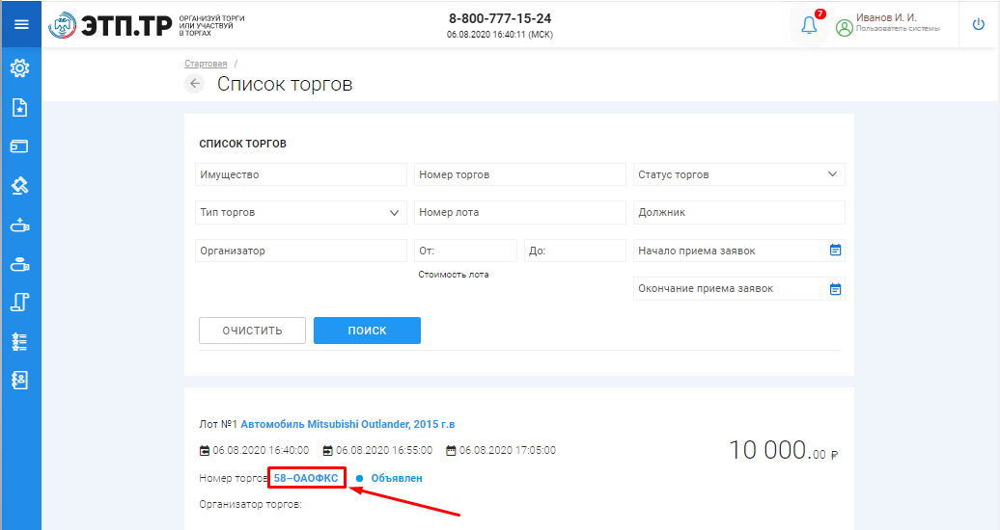 ЭТП.ТР
ОРГАНИЗУЙ ТОРГИ
ИЛИ УЧАСТВУЙ
В ТОРГАХ
8-800-777-15-24
06.08.2020 16:40:11 (МСК)
7
Иванов И. И.
Пользователь системы
Стартовая /
Список торгов
СПИСОК ТОРГОВ
Имущество Номер торгов Статус торгов
Тип торгов Номер лота Должник
Организатор От: До: Начало приема заявок
Стоимость лота
Окончание приема заявок
ОЧИСТИТЬ ПОИСК
Лот №1 Автомобиль Mitsubishi Outlander, 2015 г.в
06.08.2020 16:40:00 06.08.2020 16:55:00 06.08.2020 17:05:00
10 000.00 ₽
Номер торгов 58–ОАОФКС Объявлен
Организатор торгов: